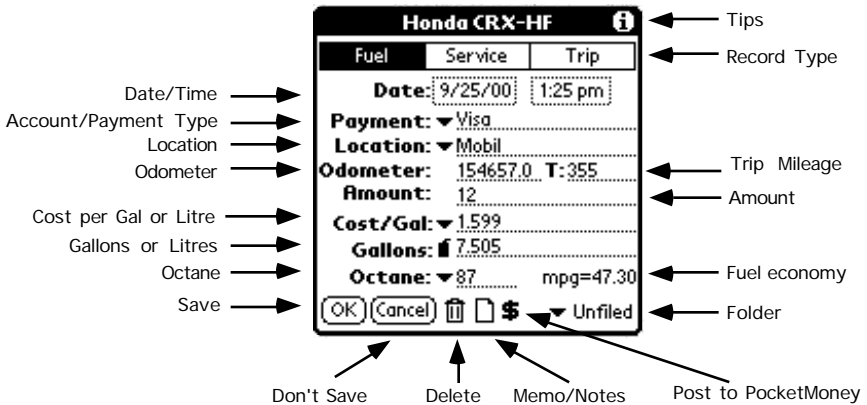 Honda CRX-HF
Tips
Fuel Service Trip
Record Type
Date/Time
Date: 9/25/00 1:25 pm
Account/Payment Type
Payment: Visa
Location
Location: Mobil
Odometer
Odometer: 154657.0 T: 355
Trip Mileage
Amount: 12
Amount
Cost per Gal or Litre
Cost/Gal: 1.599
Gallons or Litres
Gallons: 7.505
Octane
Octane: 87 mpg=47.30
Fuel economy
Save
OK Cancel $ Unfiled
Folder
Don't Save
Delete
Memo/Notes
Post to PocketMoney